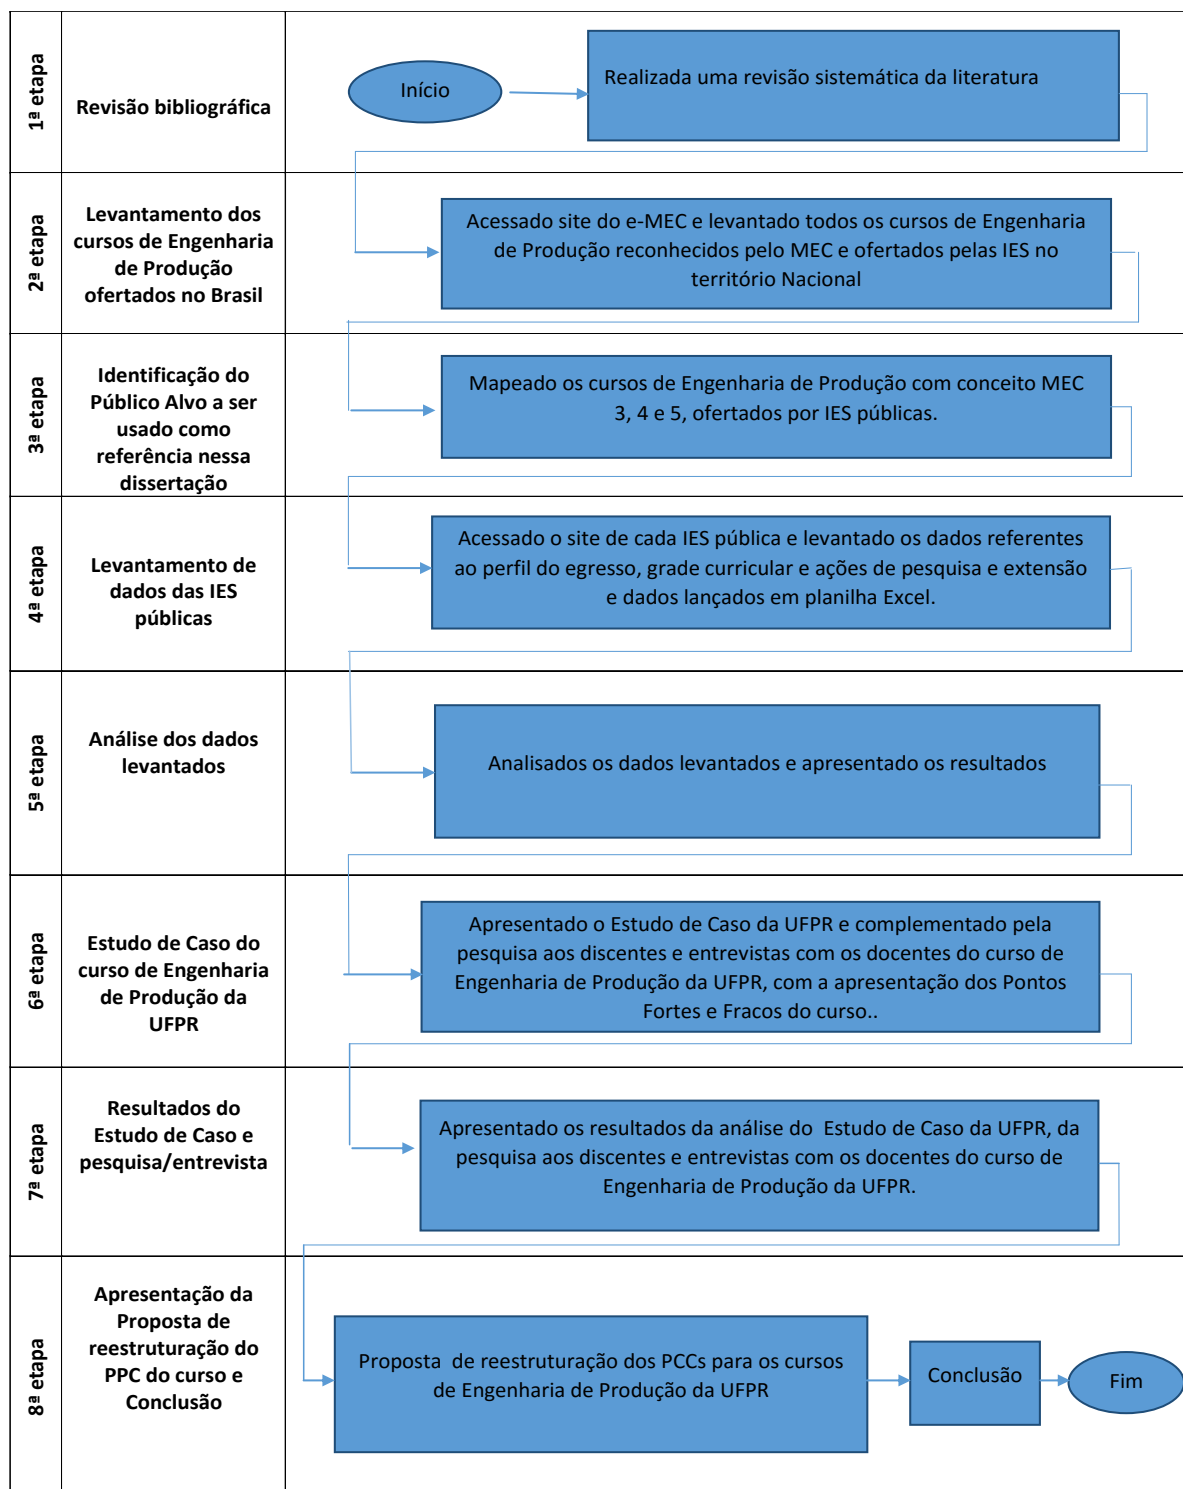 1ª etapa
Revisão bibliográfica
Início
Realizada uma revisão sistemática da literatura
2ª etapa
Levantamento dos
cursos de Engenharia
de Produção
ofertados no Brasil
Acessado site do e-MEC e levantado todos os cursos de Engenharia
de Produção reconhecidos pelo MEC e ofertados pelas IES no
território Nacional
3ª etapa
Identificação do
Público Alvo a ser
usado como
referência nessa
dissertação
Mapeado os cursos de Engenharia de Produção com conceito MEC
3, 4 e 5, ofertados por IES públicas.
4ª etapa
Levantamento de
dados das IES
públicas
Acessado o site de cada IES pública e levantado os dados referentes
ao perfil do egresso, grade curricular e ações de pesquisa e extensão
e dados lançados em planilha Excel.
5ª etapa
Análise dos dados
levantados
Analisados os dados levantados e apresentado os resultados
6ª etapa
Estudo de Caso do
curso de Engenharia
de Produção da
UFPR
Apresentado o Estudo de Caso da UFPR e complementado pela
pesquisa aos discentes e entrevistas com os docentes do curso de
Engenharia de Produção da UFPR, com a apresentação dos Pontos
Fortes e Fracos do curso..
7ª etapa
Resultados do
Estudo de Caso e
pesquisa/entrevista
Apresentado os resultados da análise do  Estudo de Caso da UFPR, da
pesquisa aos discentes e entrevistas com os docentes do curso de
Engenharia de Produção da UFPR.
8ª etapa
Apresentação da
Proposta de
reestruturação do
PPC do curso e
Conclusão
Proposta  de reestruturação dos PCCs para os cursos
de Engenharia de Produção da UFPR
Conclusão
Fim